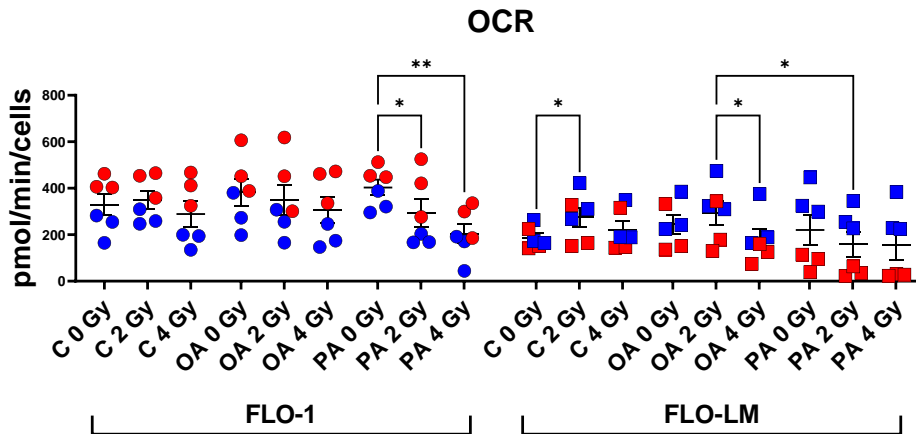 OCR
pmol/min/cells
800
600
400
200
0
**
*
*
*
*
C 0 Gy
C 2 Gy
C 4 Gy
OA 0 Gy
OA 2 Gy
OA 4 Gy
PA 0 Gy
PA 2 Gy
PA 4 Gy
C 0 Gy
C 2 Gy
C 4 Gy
OA 0 Gy
OA 2 Gy
OA 4 Gy
PA 0 Gy
PA 2 Gy
PA 4 Gy
FLO-1
FLO-LM